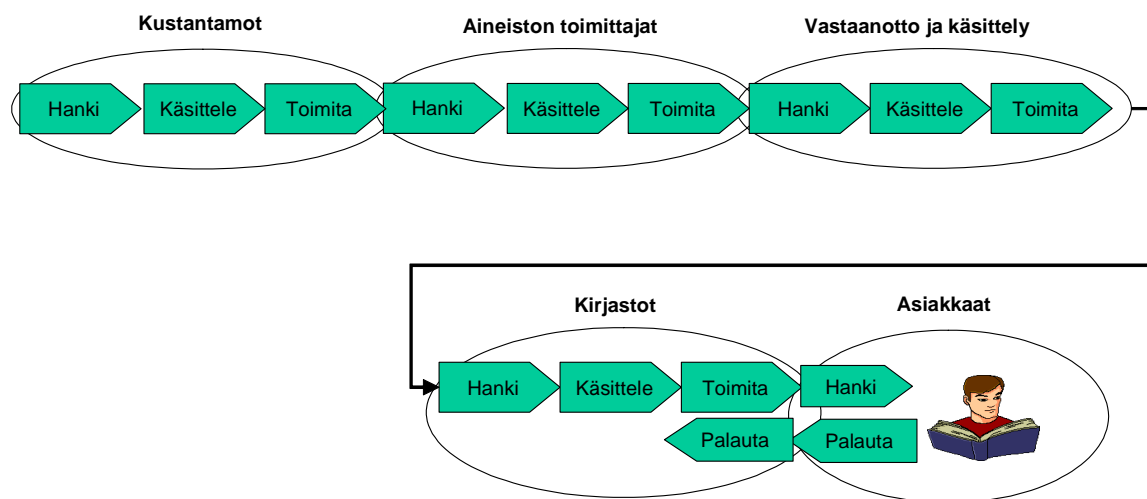 Kustantamot
Aineiston toimittajat
Vastaanotto ja käsittely
Hanki
Käsittele
Toimita
Hanki
Käsittele
Toimita
Hanki
Käsittele
Toimita
Kirjastot
Asiakkaat
Hanki
Käsittele
Toimita
Hanki
Palauta
Palauta